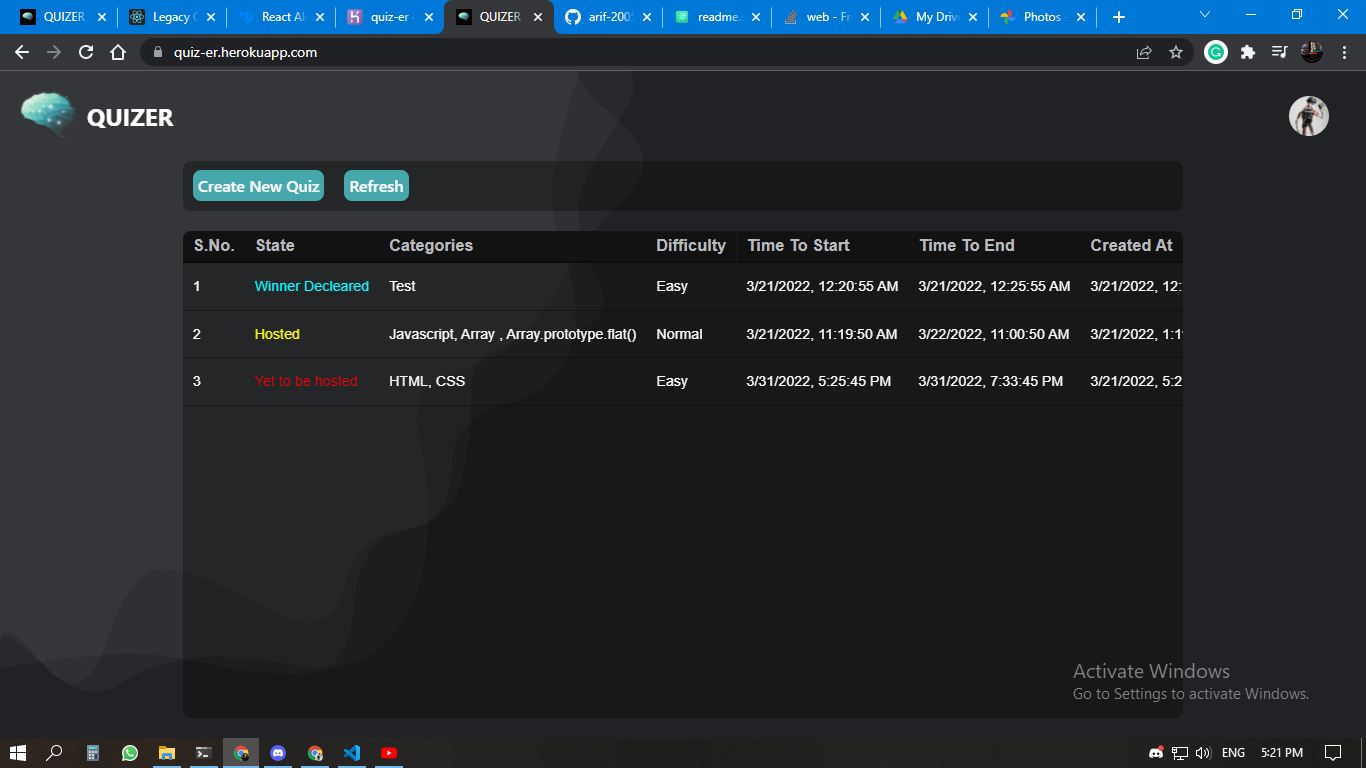 QUIZER Legacy React Al quiz-er QUIZER arif-2005 readme. web - Fr My Drive Photos
quiz-er.herokuapp.com
QUIZER
Create New Quiz Refresh
S.No. State Categories Difficulty Time To Start Time To End Created At
1 Winner Decleared Test Easy 3/21/2022, 12:20:55 AM 3/21/2022, 12:25:55 AM 3/21/2022, 12:
2 Hosted Javascript, Array , Array.prototype.flat() Normal 3/21/2022, 11:19:50 AM 3/22/2022, 11:00:50 AM 3/21/2022, 1:1
3 Yet to be hosted HTML, CSS Easy 3/31/2022, 5:25:45 PM 3/31/2022, 7:33:45 PM 3/21/2022, 5:2
Activate Windows
Go to Settings to activate Windows.
ENG 5:21 PM